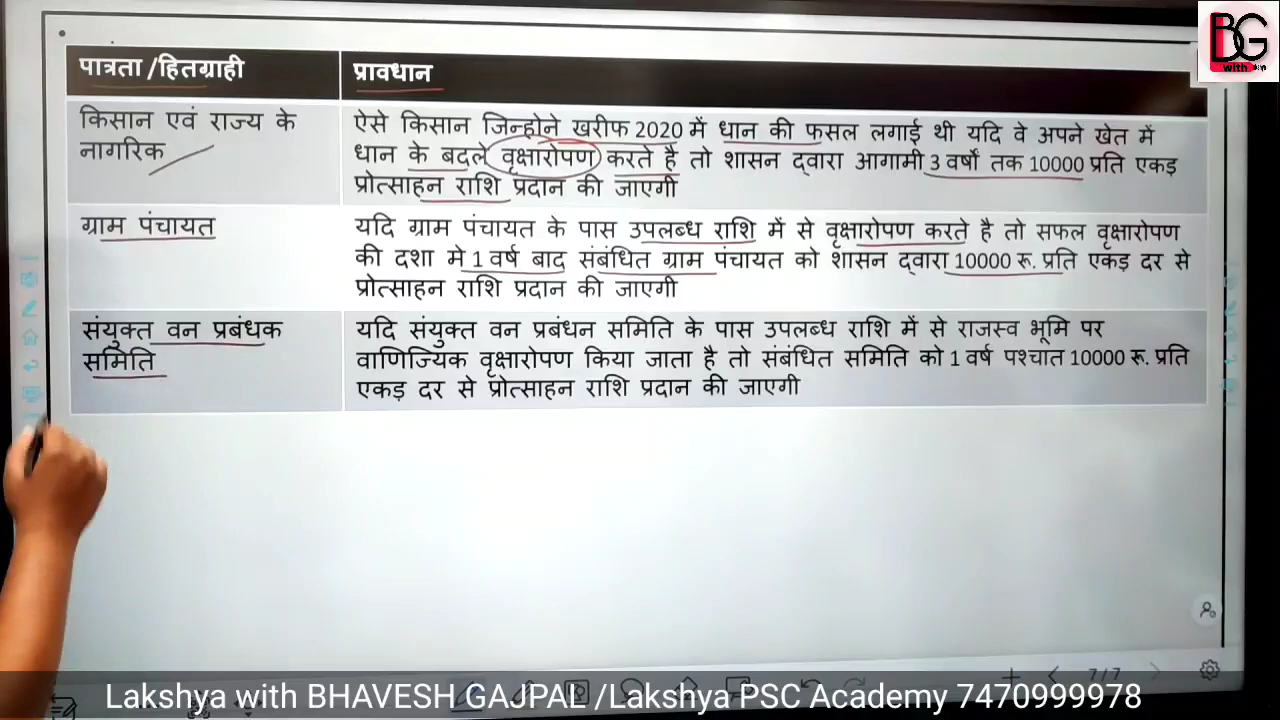 BG
with
पात्रता /हितग्राही
प्रावधान
किसान एवं राज्य के
नागरिक
ऐसे किसान जिन्होने खरीफ 2020 में धान की फसल लगाई थी यदि वे अपने खेत में
धान के बदले वृक्षारोपण करते है तो शासन द्वारा आगामी 3 वर्षो तक 10000 प्रति एकड़
प्रोत्साहन राशि प्रदान की जाएगी
ग्राम पंचायत
यदि ग्राम पंचायत के पास उपलब्ध राशि में से वृक्षारोपण करते है तो सफल वृक्षारोपण
की दशा मे 1 वर्ष बाद संबंधित ग्राम पंचायत को शासन द्वारा 10000 रू. प्रति एकड़ दर से
प्रोत्साहन राशि प्रदान की जाएगी
संयुक्त वन प्रबंधक
समिति
यदि संयुक्त वन प्रबंधन समिति के पास उपलब्ध राशि में से राजस्व भूमि पर
वाणिज्यिक वृक्षारोपण किया जाता है तो संबंधित समिति को 1 वर्ष पश्चात 10000 रू. प्रति
एकड़ दर से प्रोत्साहन राशि प्रदान की जाएगी
7/7
Lakshya with BHAVESH GAJPAL /Lakshya PSC Academy 7470999978